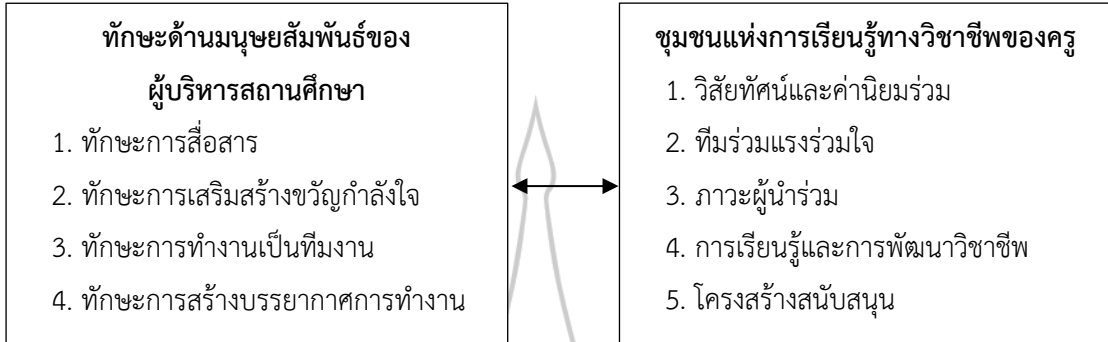 ทักษะด้านมนุษยสัมพันธ์ของ
ผู้บริหารสถานศึกษา
1. ทักษะการสื่อสาร
2. ทักษะการเสริมสร้างขวัญกำลังใจ
3. ทักษะการทำงานเป็นทีมงาน
4. ทักษะการสร้างบรรยากาศการทำงาน
ชุมชนแห่งการเรียนรู้ทางวิชาชีพของครู
1. วิสัยทัศน์และค่านิยมร่วม
2. ทีมร่วมแรงร่วมใจ
3. ภาวะผู้นำร่วม
4. การเรียนรู้และการพัฒนาวิชาชีพ
5. โครงสร้างสนับสนุน